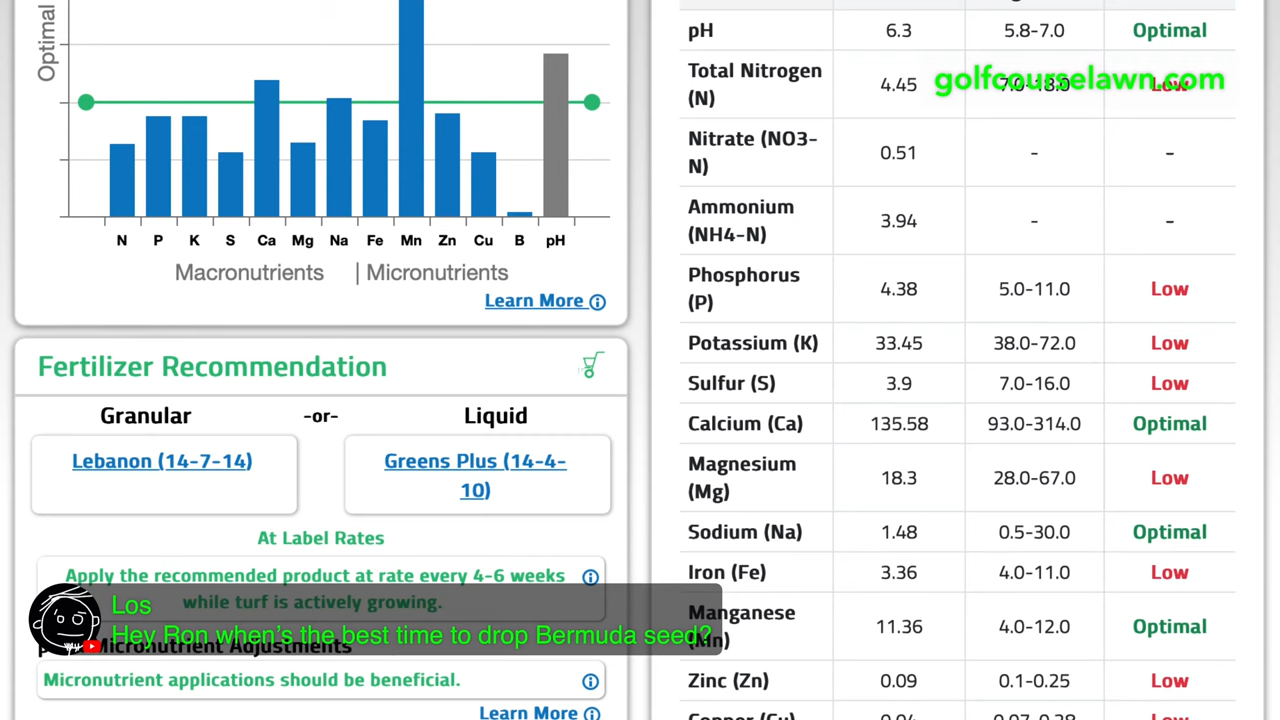 Optimal
N P K S Ca Mg Na Fe Mn Zn Cu B pH
Macronutrients | Micronutrients
Learn More
Fertilizer Recommendation
Granular -or- Liquid
Lebanon (14-7-14)
Greens Plus (14-4-
10)
At Label Rates
Apply the recommended product at rate every 4-6 weeks
while turf is actively growing.
Los
Hey Ron when's the best time to drop Bermuda seed?
Micronutrient Adjustments
Micronutrient applications should be beneficial.
Learn More
pH 6.3 5.8-7.0 Optimal
golfcourselawn.com
Total Nitrogen
(N) 4.45 7.0-18.0 Low
Nitrate (NO3-
N) 0.51 - -
Ammonium
(NH4-N) 3.94 - -
Phosphorus
(P) 4.38 5.0-11.0 Low
Potassium (K) 33.45 38.0-72.0 Low
Sulfur (S) 3.9 7.0-16.0 Low
Calcium (Ca) 135.58 93.0-314.0 Optimal
Magnesium
(Mg) 18.3 28.0-67.0 Low
Sodium (Na) 1.48 0.5-30.0 Optimal
Iron (Fe) 3.36 4.0-11.0 Low
Manganese
(Mn) 11.36 4.0-12.0 Optimal
Zinc (Zn) 0.09 0.1-0.25 Low